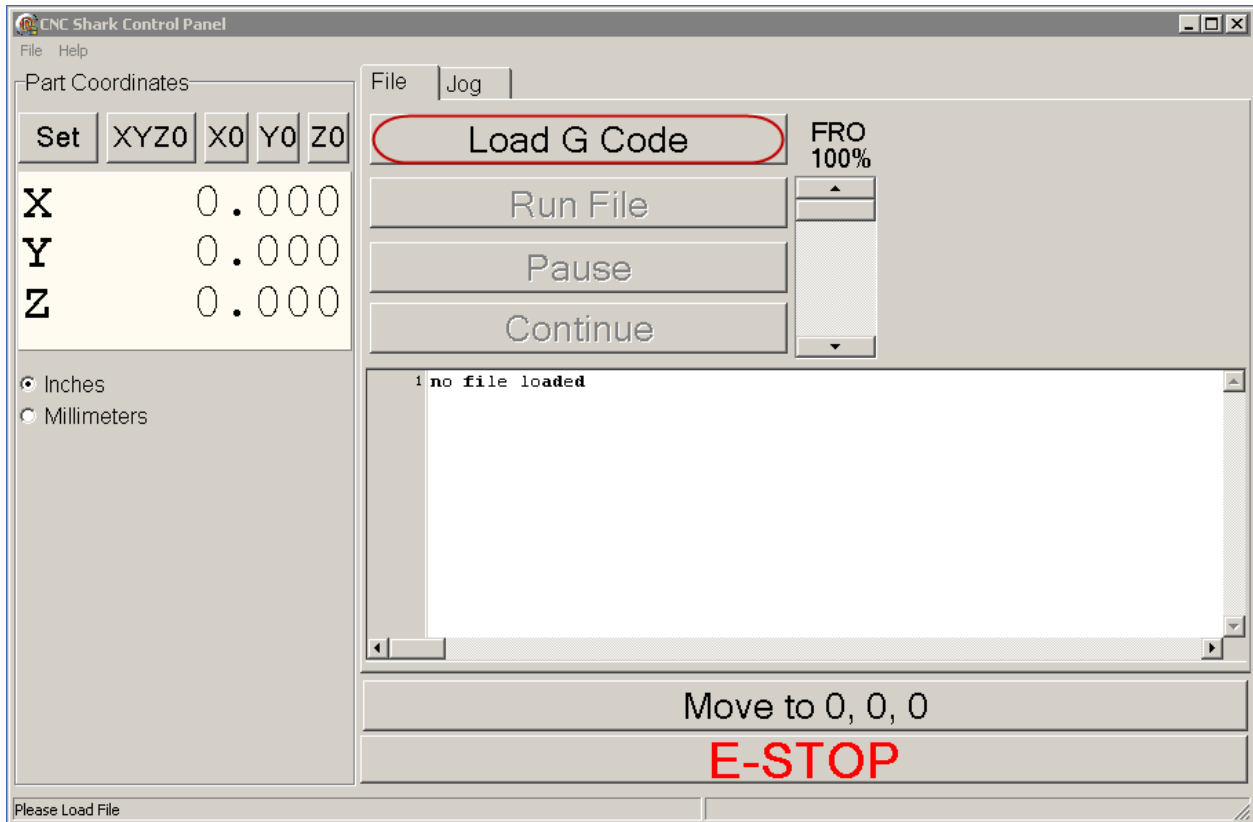 CNC Shark Control Panel
File Help
Part Coordinates
Set XYZ0 X0 Y0 Z0
X 0.000
Y 0.000
Z 0.000
Inches
Millimeters
File Jog
Load G Code
FRO
100%
Run File
Pause
Continue
1 no file loaded
Move to 0, 0, 0
E-STOP
Please Load File